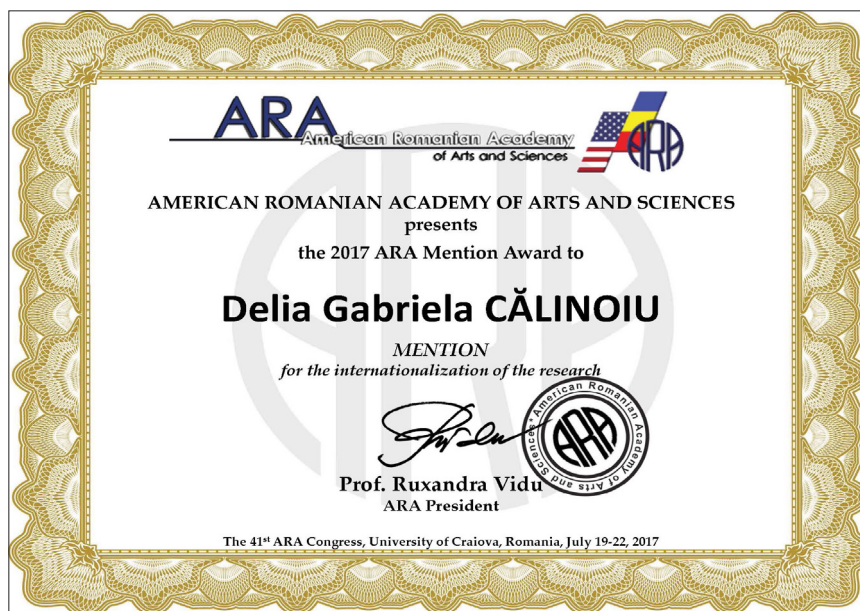 ARA
American Romanian Academy
of Arts and Sciences
ARA
AMERICAN ROMANIAN ACADEMY OF ARTS AND SCIENCES
presents
the 2017 ARA Mention Award to
Delia Gabriela CĂLINOIU
MENTION
for the internationalization of the research
American Romanian Academy of Arts and Sciences
ARA
Prof. Ruxandra Vidu
ARA President
The 41st ARA Congress, University of Craiova, Romania, July 19-22, 2017